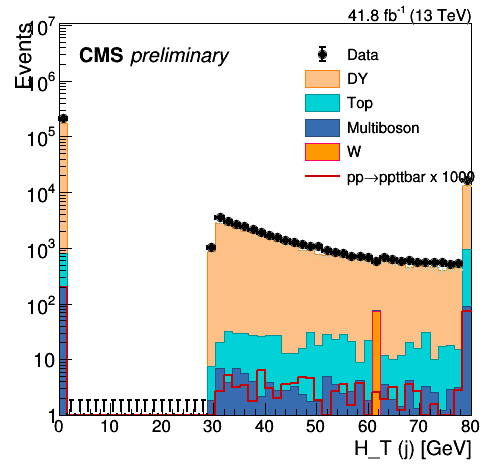 41.8 fb⁻¹ (13 TeV)
Events
CMS preliminary
Data
DY
Top
Multiboson
W
pp→ppttbar x 1000
10⁷
10⁶
10⁵
10⁴
10³
10²
10
1
0 10 20 30 40 50 60 70 80
H_T (j) [GeV]